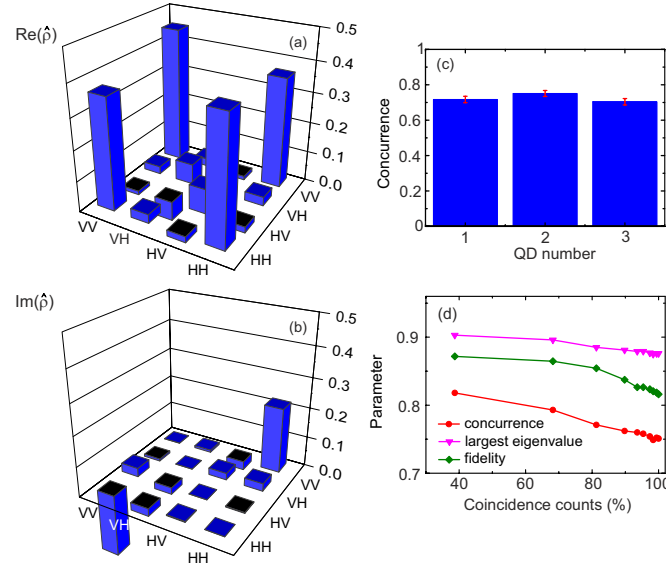 Re(ρ̂)
(a)
0.5
0.4
0.3
0.2
0.1
0.0
VV
VH
HV
HH
VV
VH
HV
HH
(c)
Concurrence
1
0.8
0.6
0.4
0.2
0
1 2 3
QD number
Im(ρ̂)
(b)
0.5
0.4
0.3
0.2
0.1
0.0
VV
VH
HV
HH
VV
VH
HV
HH
(d)
Parameter
0.9
0.8
0.7
concurrence
largest eigenvalue
fidelity
40 60 80 100
Coincidence counts (%)